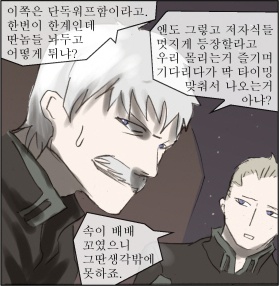 이쪽은 단독워프함이라고.
한번이 한계인데
딴놈들 놔두고
어떻게 튀냐?
엔도 그렇고 저자식들
멋지게 등장할라고
우리 몰리는거 즐기며
기다리다가 딱 타이밍
맞춰서 나오는거
아냐?
속이 배배
꼬였으니
그딴생각밖에
못하죠.